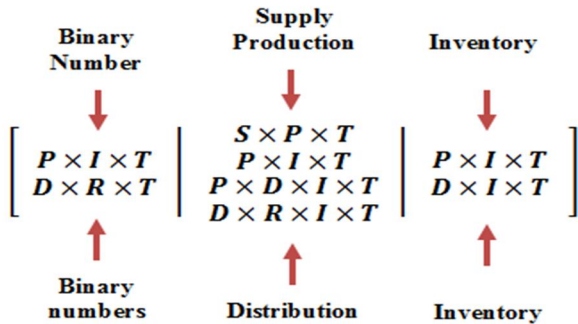 Binary
Number
Supply
Production
Inventory
P × I × T
D × R × T
S × P × T
P × I × T
P × D × I × T
D × R × I × T
P × I × T
D × I × T
Binary
numbers
Distribution
Inventory